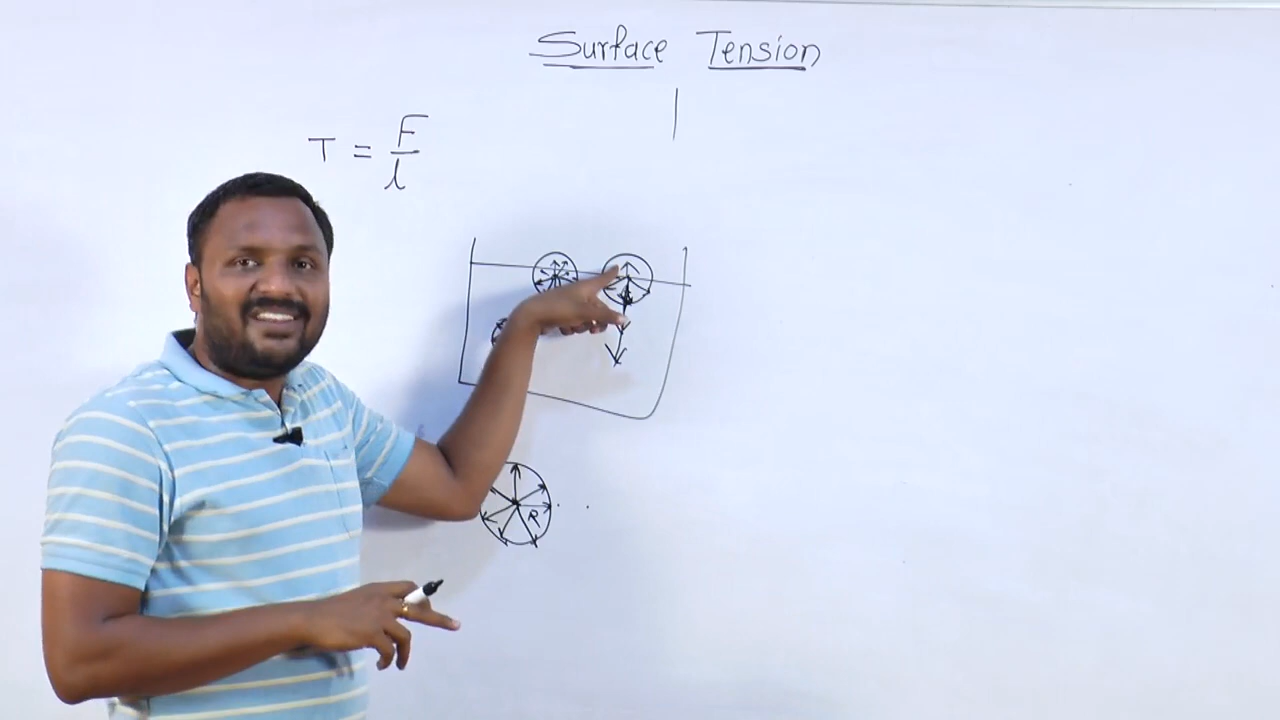 Surface Tension
T = F/l
R